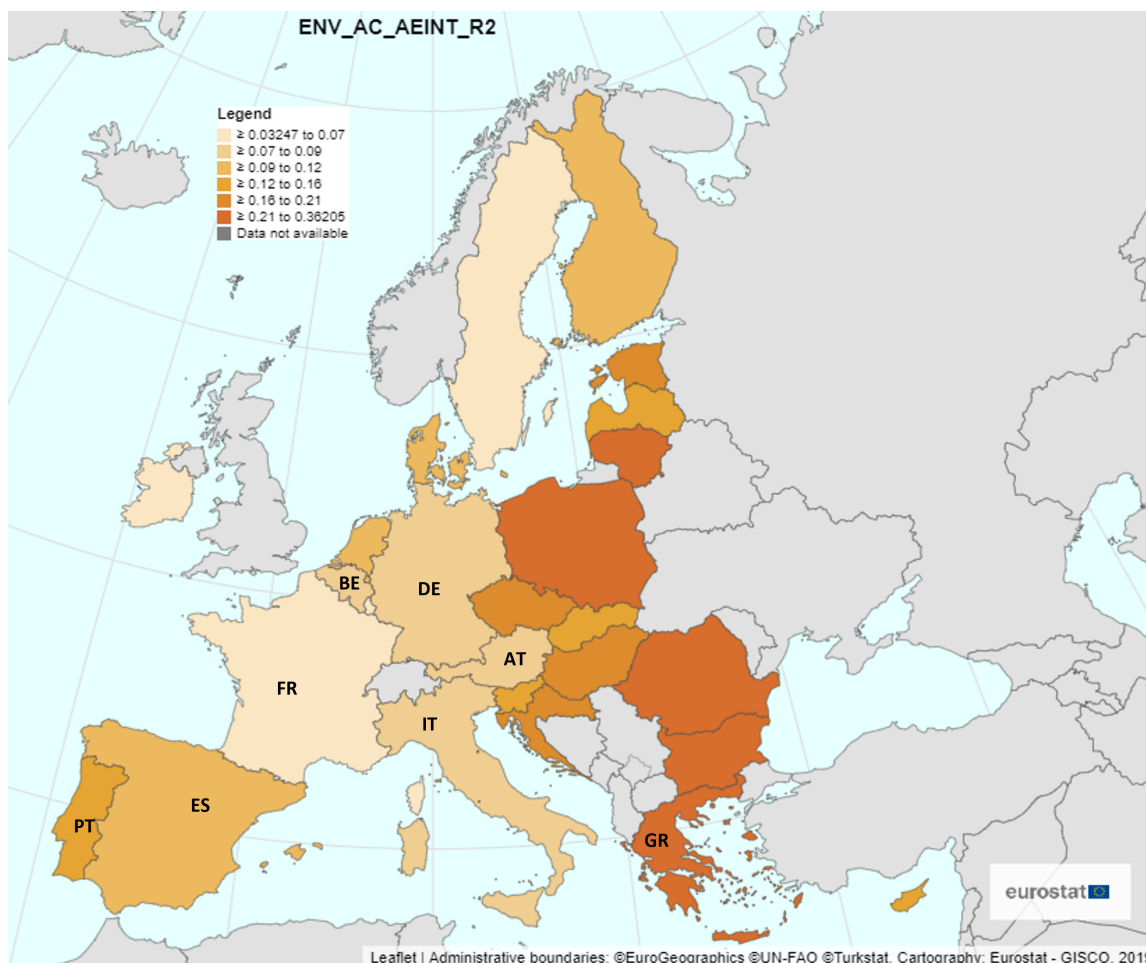 ENV_AC_AEINT_R2
Legend
≥ 0.03247 to 0.07
≥ 0.07 to 0.09
≥ 0.09 to 0.12
≥ 0.12 to 0.16
≥ 0.16 to 0.21
≥ 0.21 to 0.36205
Data not available
BE
DE
AT
FR
IT
ES
PT
GR
eurostat
Leaflet | Administrative boundaries: ©EuroGeographics ©UN-FAO ©Turkstat, Cartography: Eurostat - GISCO, 201